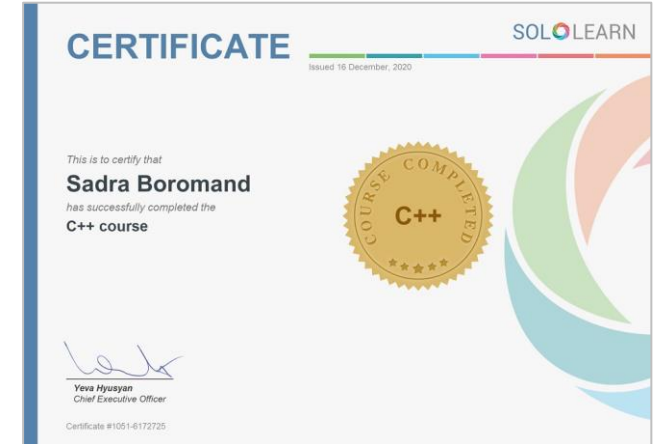 CERTIFICATE
SOLOLEARN
Issued 16 December, 2020
This is to certify that
Sadra Boromand
has successfully completed the
C++ course
COURSE COMPLETED
C++
Yeva Hyusyan
Chief Executive Officer
Certificate #1051-6172725